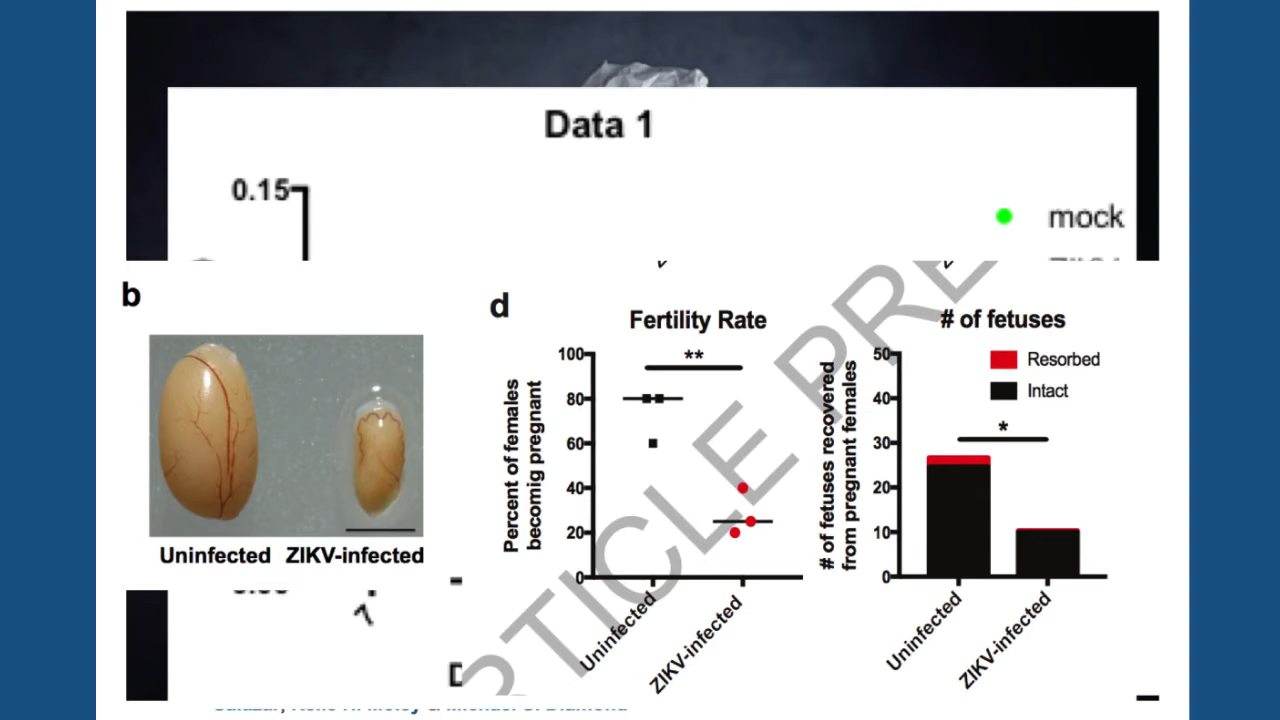 Data 1
0.15
mock
b
d
Uninfected ZIKV-infected
Fertility Rate
**
Percent of females
becomig pregnant
100
80
60
40
20
0
Uninfected
ZIKV-infected
# of fetuses
Resorbed
Intact
*
# of fetuses recovered
from pregnant females
50
40
30
20
10
0
Uninfected
ZIKV-infected
7